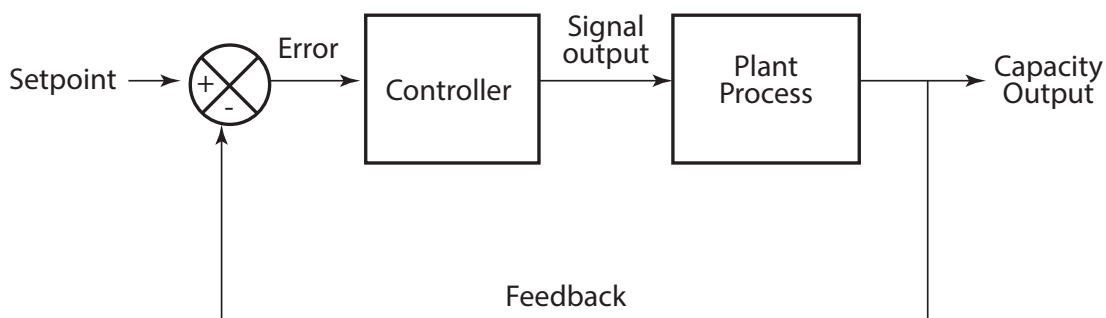 Setpoint
+
-
Error
Controller
Signal
output
Plant
Process
Capacity
Output
Feedback